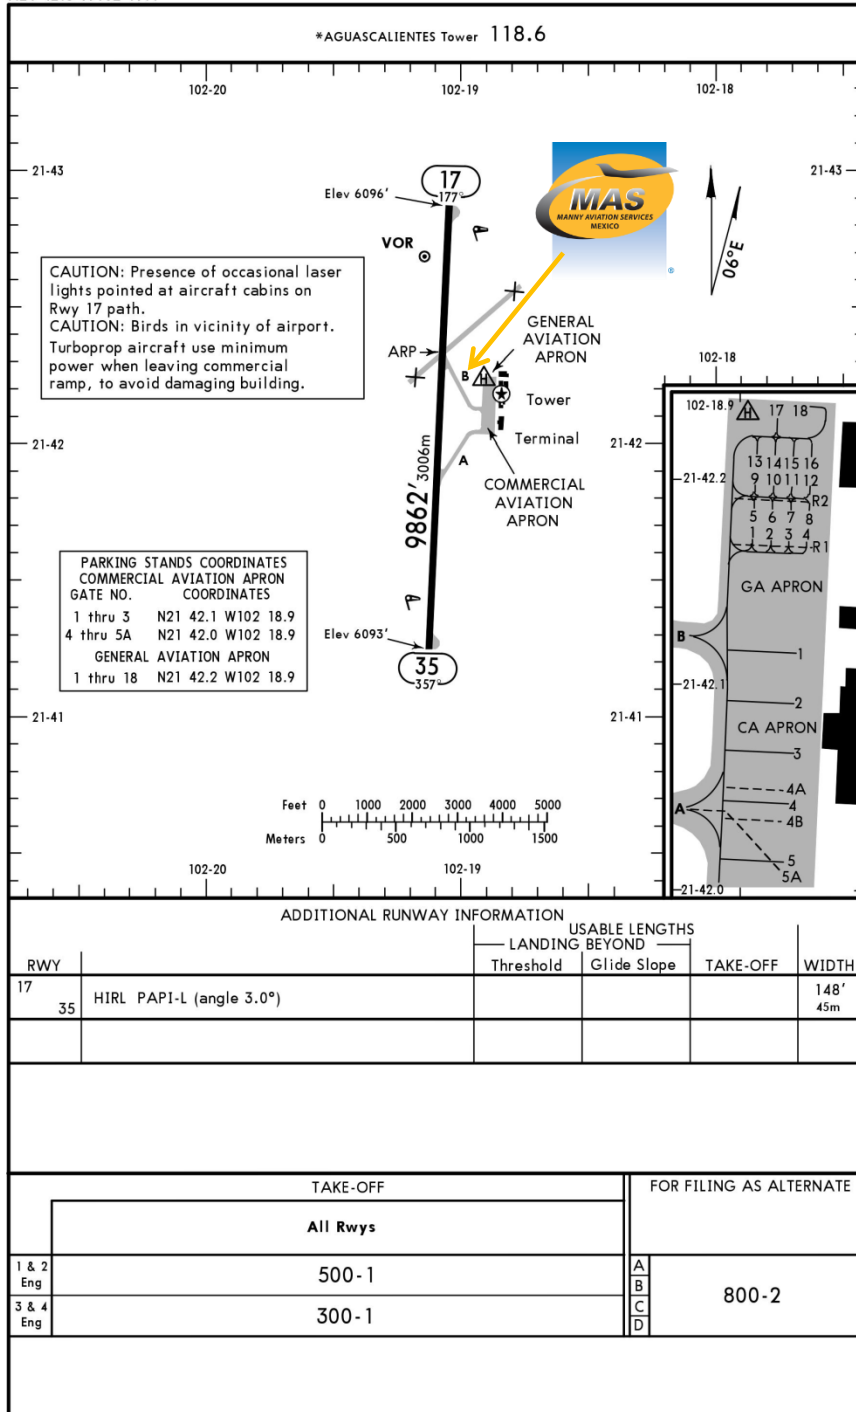 *AGUASCALIENTES Tower 118.6
102-20
102-19
102-18
21-43
21-43
17
177°
Elev 6096'
MAS
MANNY AVIATION SERVICES
MEXICO
®
06°E
VOR
CAUTION: Presence of occasional laser
lights pointed at aircraft cabins on
Rwy 17 path.
CAUTION: Birds in vicinity of airport.
Turboprop aircraft use minimum
power when leaving commercial
ramp, to avoid damaging building.
ARP
B
H
GENERAL
AVIATION
APRON
Tower
Terminal
21-42
21-42
A
COMMERCIAL
AVIATION
APRON
9862' 3006m
PARKING STANDS COORDINATES
COMMERCIAL AVIATION APRON
GATE NO. COORDINATES
1 thru 3 N21 42.1 W102 18.9
4 thru 5A N21 42.0 W102 18.9
GENERAL AVIATION APRON
1 thru 18 N21 42.2 W102 18.9
Elev 6093'
35
357°
21-41
21-41
Feet 0 1000 2000 3000 4000 5000
Meters 0 500 1000 1500
102-20
102-19
102-18
102-18.9
H
17 18
13 14 15 16
21-42.2
9 10 11 12
R2
5 6 7 8
1 2 3 4
R1
GA APRON
B
1
21-42.1
2
CA APRON
3
4A
A
4
4B
5
5A
21-42.0
ADDITIONAL RUNWAY INFORMATION
USABLE LENGTHS
LANDING BEYOND
RWY Threshold Glide Slope TAKE-OFF WIDTH
17
35 HIRL PAPI-L (angle 3.0°) 148'
45m
TAKE-OFF FOR FILING AS ALTERNATE
All Rwys
1 & 2
Eng 500-1
3 & 4
Eng 300-1
A
B
C
D
800-2